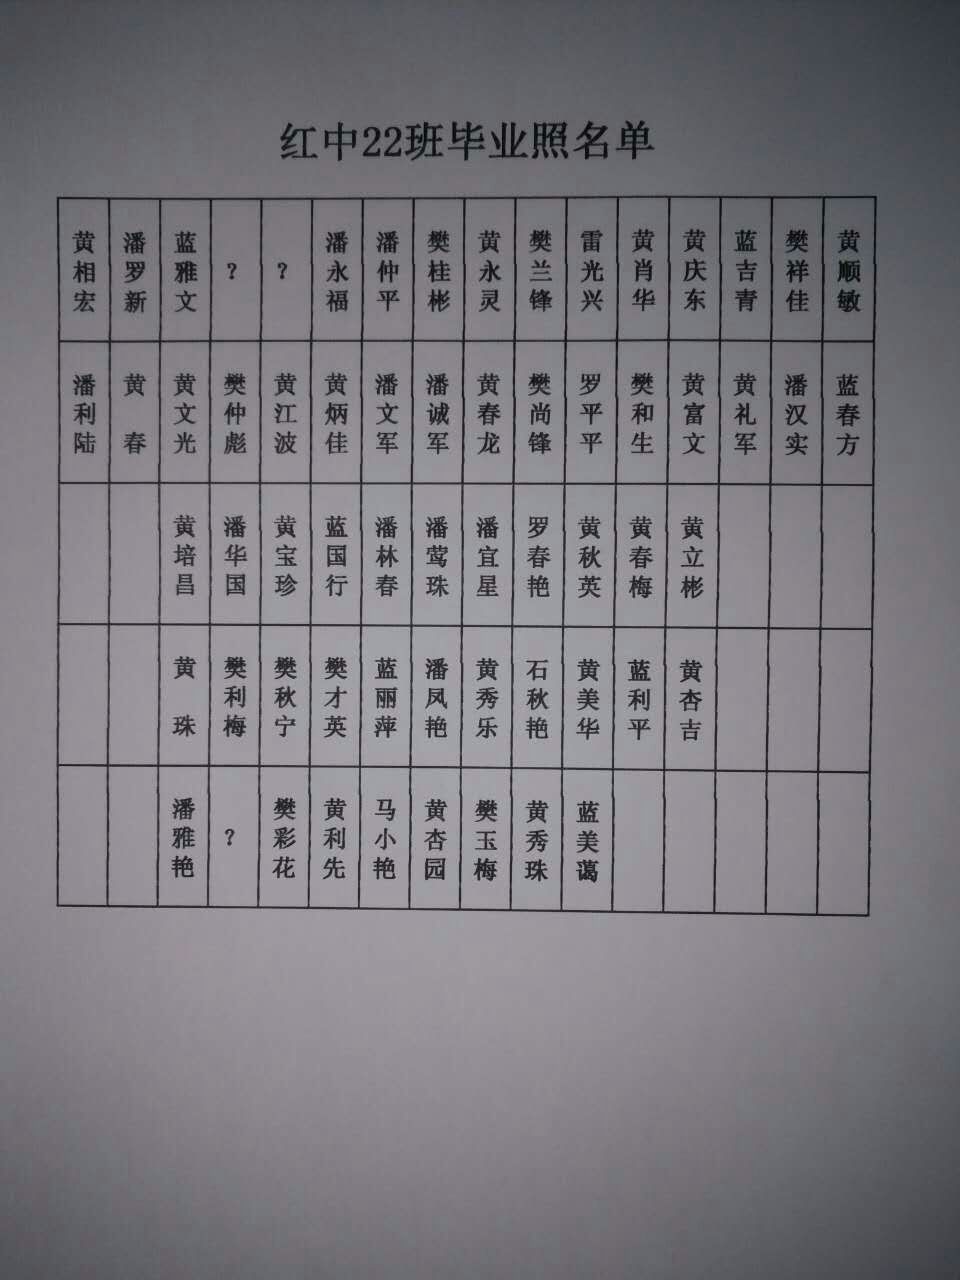 红中22班毕业照名单
黄相宏 潘罗新 蓝雅文 ? ? 潘永福 潘仲平 樊桂彬 黄永灵 樊兰锋 雷光兴 黄肖华 黄庆东 蓝吉青 樊祥佳 黄顺敏
潘利陆 黄春 黄文光 樊仲彪 黄江波 黄炳佳 潘文军 潘诚军 黄春龙 樊尚锋 罗平平 樊和生 黄富文 黄礼军 潘汉实 蓝春方
黄培昌 潘华国 黄宝珍 蓝国行 潘林春 潘莺珠 潘宜星 罗春艳 黄秋英 黄春梅 黄立彬
黄珠 樊利梅 樊秋宁 樊才英 蓝丽萍 潘凤艳 黄秀乐 石秋艳 黄美华 蓝利平 黄杏吉
潘雅艳 ? 樊彩花 黄利先 马小艳 黄杏园 樊玉梅 黄秀珠 蓝美蔼